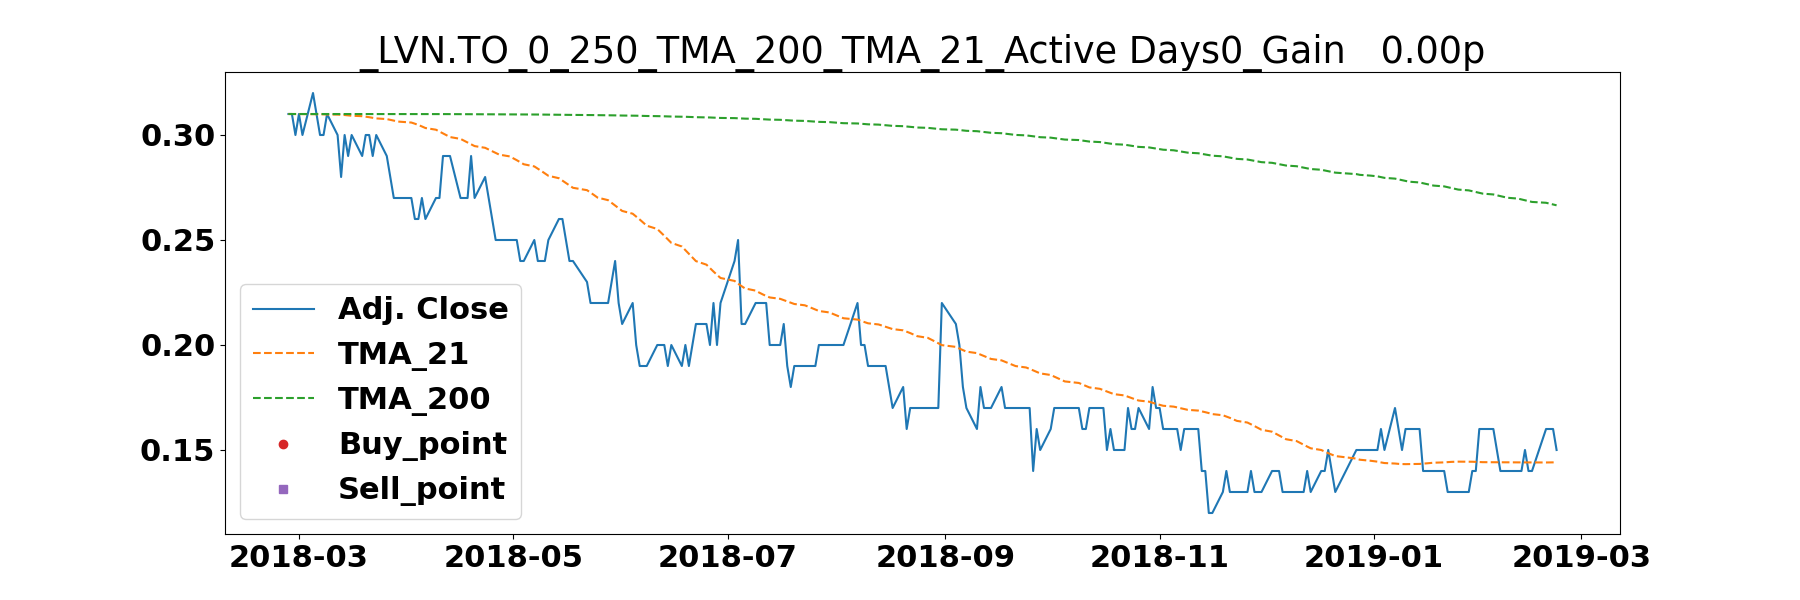 _LVN.TO_0_250_TMA_200_TMA_21_Active Days0_Gain   0.00p
0.30
0.25
0.20
0.15
Adj. Close
TMA_21
TMA_200
Buy_point
Sell_point
2018-03 2018-05 2018-07 2018-09 2018-11 2019-01 2019-03